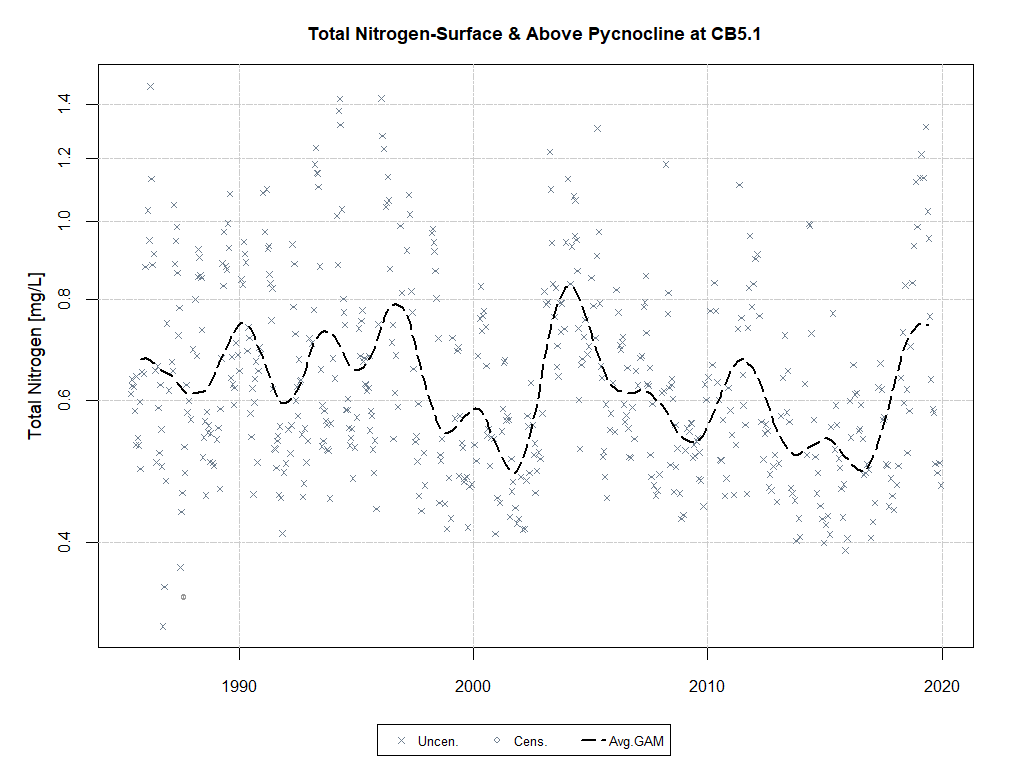 Total Nitrogen-Surface & Above Pycnocline at CB5.1
Total Nitrogen [mg/L]
1.4
1.2
1.0
0.8
0.6
0.4
1990 2000 2010 2020
Uncen. Cens. Avg.GAM